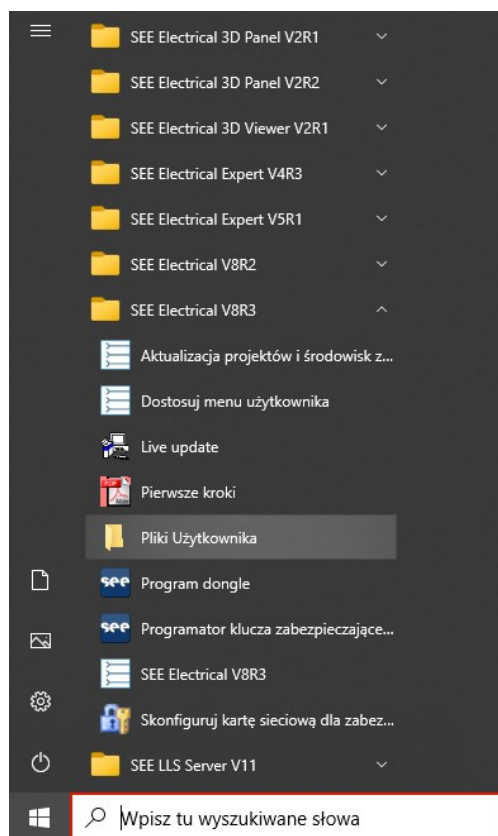 SEE Electrical 3D Panel V2R1
SEE Electrical 3D Panel V2R2
SEE Electrical 3D Viewer V2R1
SEE Electrical Expert V4R3
SEE Electrical Expert V5R1
SEE Electrical V8R2
SEE Electrical V8R3
Aktualizacja projektów i środowisk z...
Dostosuj menu użytkownika
Live update
Pierwsze kroki
Pliki Użytkownika
see Program dongle
see Programator klucza zabezpieczające...
SEE Electrical V8R3
Skonfiguruj kartę sieciową dla zabez...
SEE LLS Server V11
Wpisz tu wyszukiwane słowa